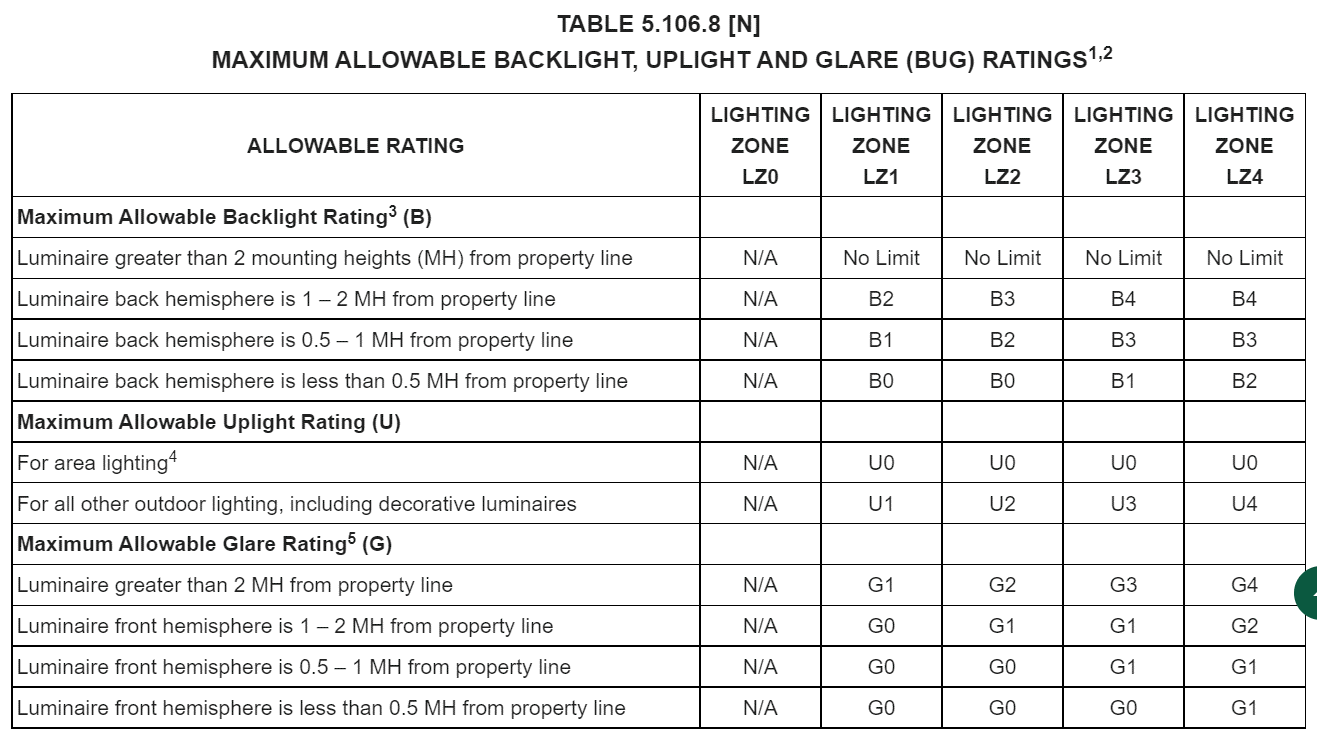 TABLE 5.106.8 [N]
MAXIMUM ALLOWABLE BACKLIGHT, UPLIGHT AND GLARE (BUG) RATINGS1,2
ALLOWABLE RATING LIGHTING ZONE LZ0 LIGHTING ZONE LZ1 LIGHTING ZONE LZ2 LIGHTING ZONE LZ3 LIGHTING ZONE LZ4
Maximum Allowable Backlight Rating3 (B)
Luminaire greater than 2 mounting heights (MH) from property line N/A No Limit No Limit No Limit No Limit
Luminaire back hemisphere is 1 – 2 MH from property line N/A B2 B3 B4 B4
Luminaire back hemisphere is 0.5 – 1 MH from property line N/A B1 B2 B3 B3
Luminaire back hemisphere is less than 0.5 MH from property line N/A B0 B0 B1 B2
Maximum Allowable Uplight Rating (U)
For area lighting4 N/A U0 U0 U0 U0
For all other outdoor lighting, including decorative luminaires N/A U1 U2 U3 U4
Maximum Allowable Glare Rating5 (G)
Luminaire greater than 2 MH from property line N/A G1 G2 G3 G4
Luminaire front hemisphere is 1 – 2 MH from property line N/A G0 G1 G1 G2
Luminaire front hemisphere is 0.5 – 1 MH from property line N/A G0 G0 G1 G1
Luminaire front hemisphere is less than 0.5 MH from property line N/A G0 G0 G0 G1